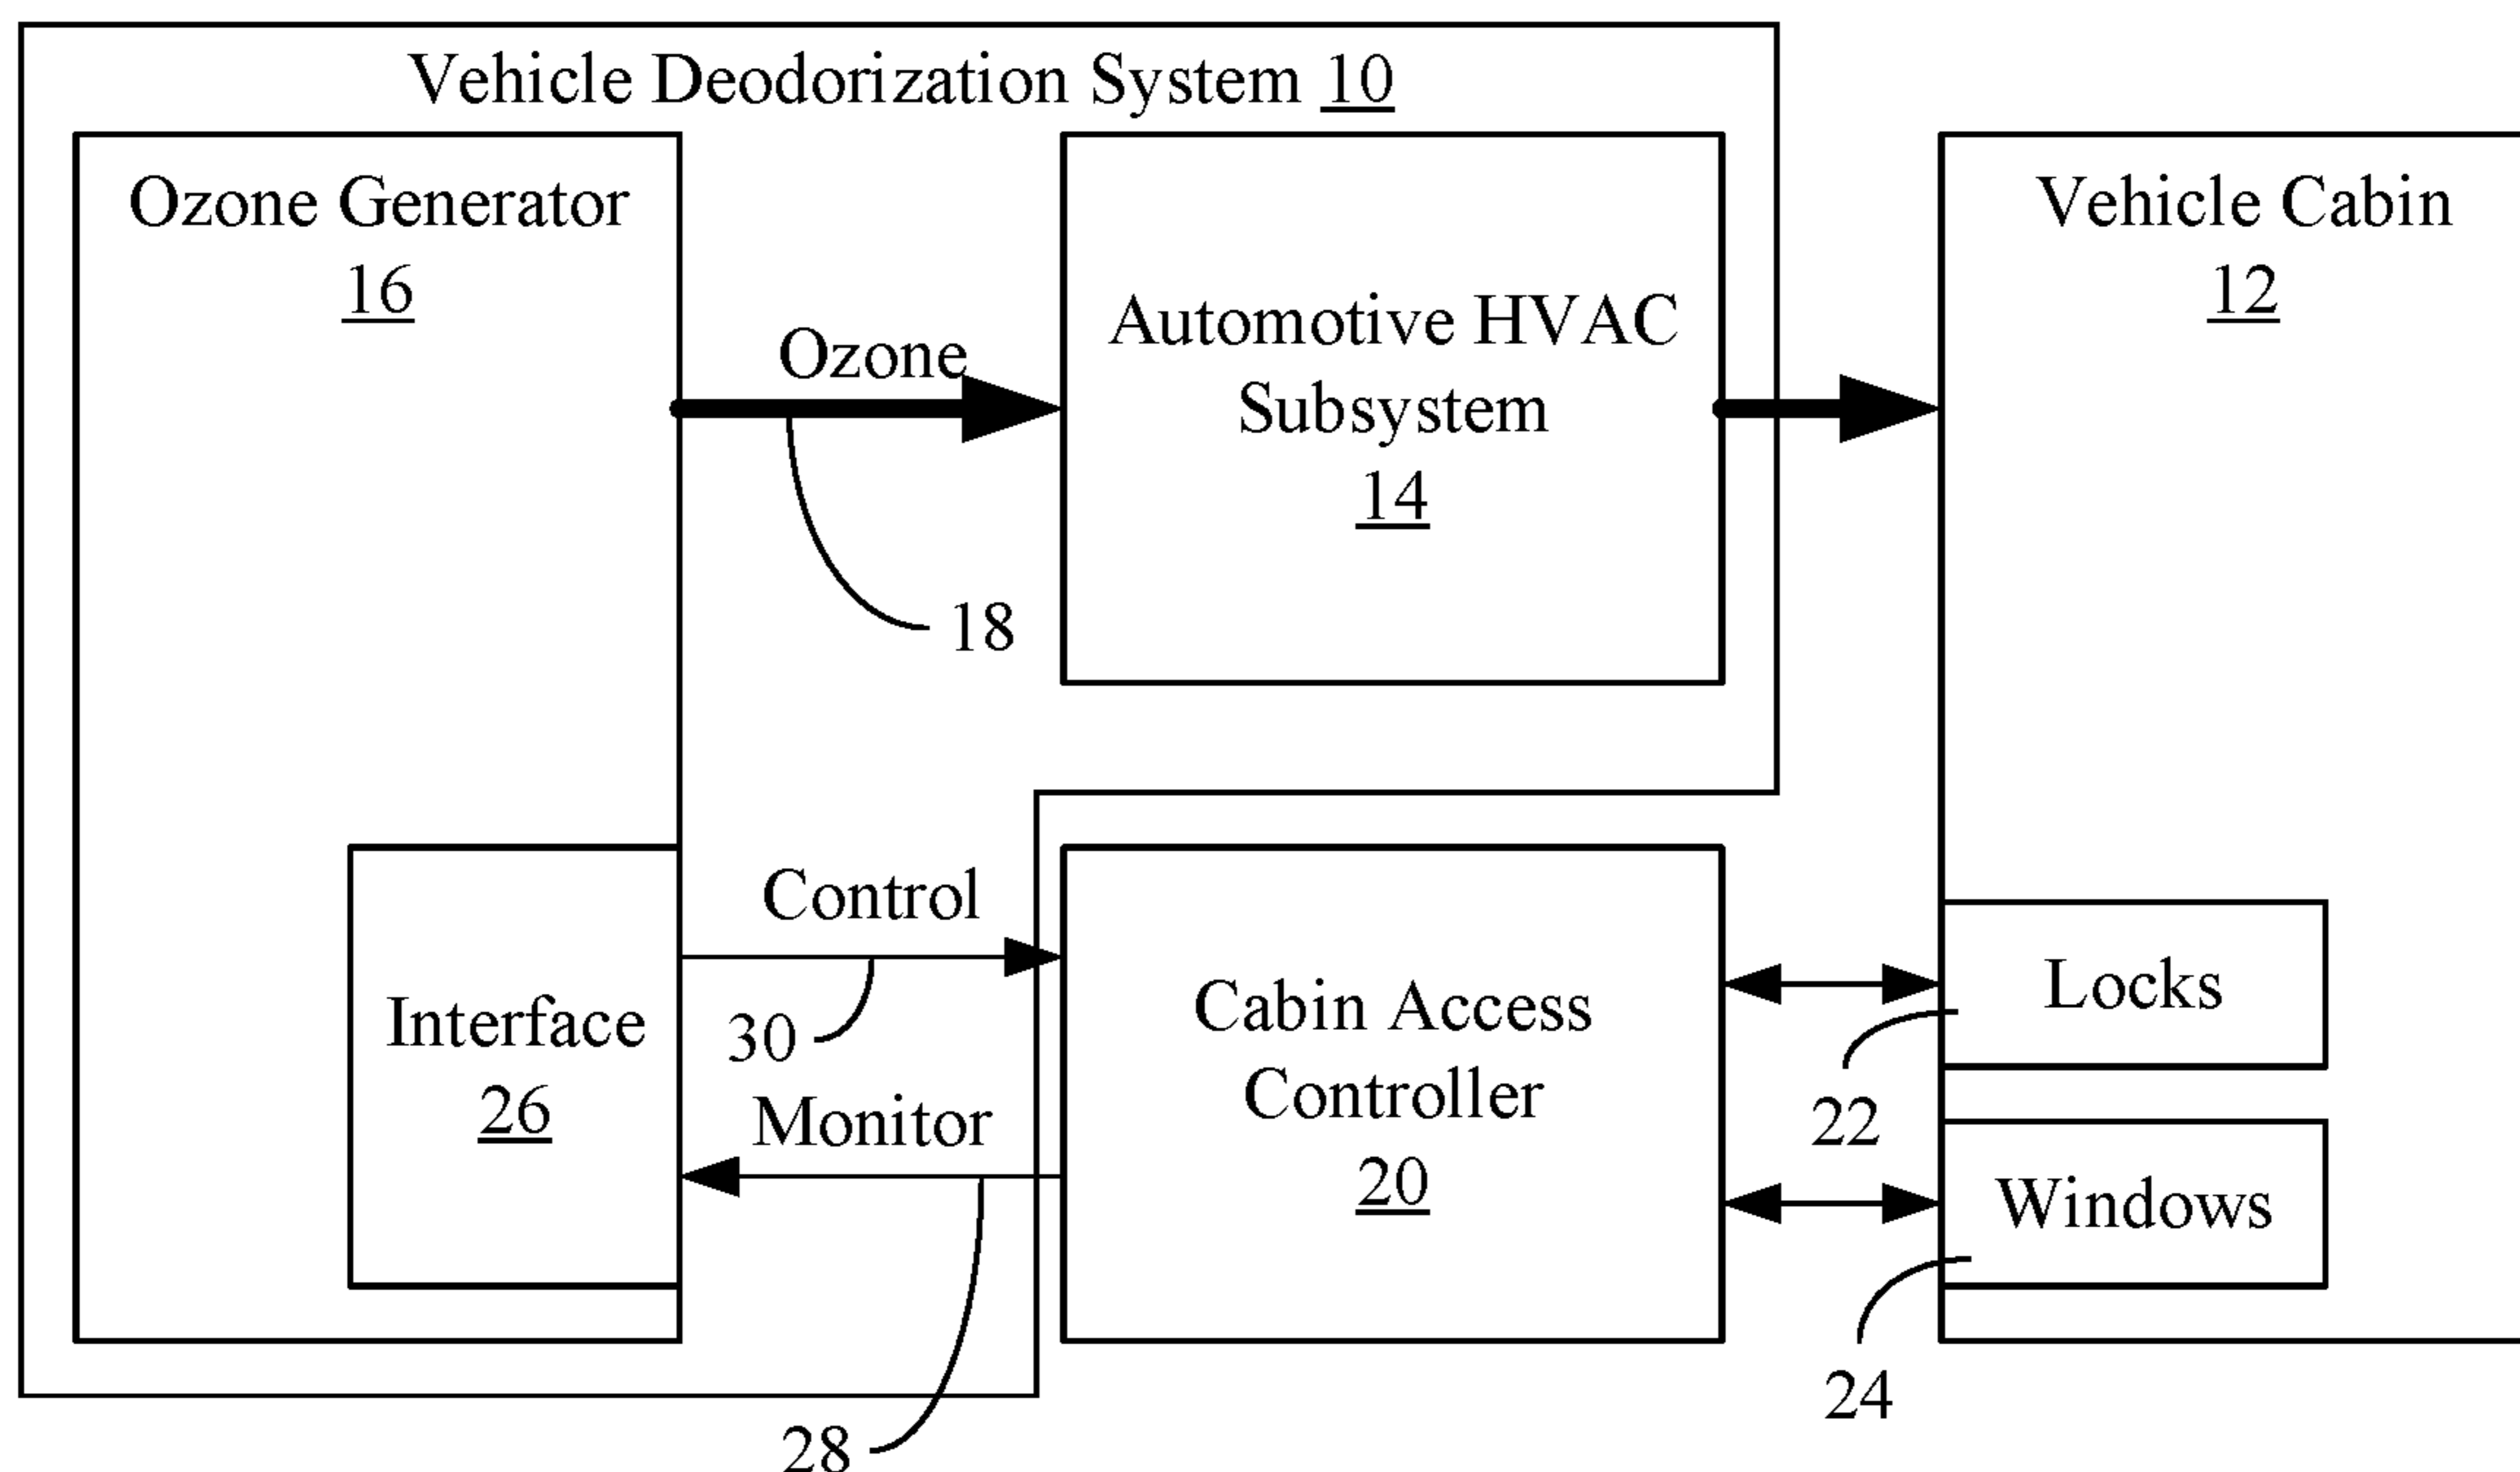 Vehicle Deodorization System 10
Ozone Generator
16
Ozone
18
Automotive HVAC
Subsystem
14
Vehicle Cabin
12
Interface
26
Control
30
Monitor
28
Cabin Access
Controller
20
Locks
22
Windows
24